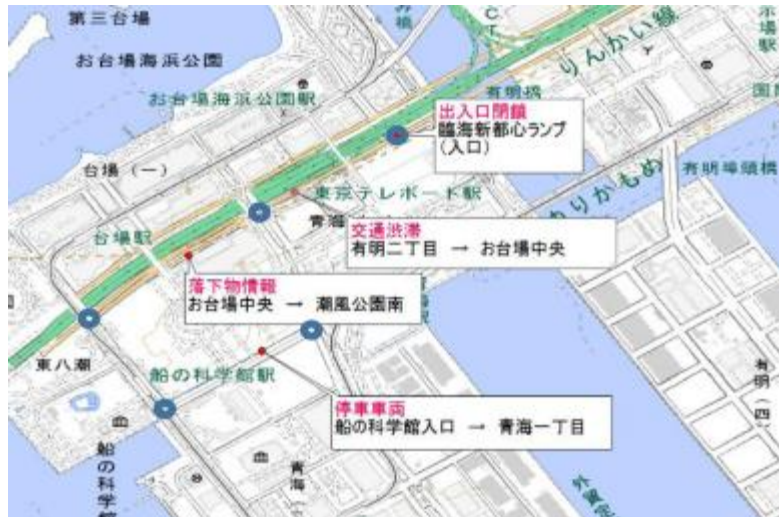 第三台場
お台場海浜公園
お台場海浜公園駅
りんかい線
有明橋
出入口閉鎖
臨海新都心ランプ
(入口)
台場(一)
東京テレポート駅
有明埠頭橋
ゆりかもめ
台場駅
青海
交通渋滞
有明二丁目 → お台場中央
落下物情報
お台場中央 → 潮風公園南
東八潮
船の科学館駅
停車車両
船の科学館入口 → 青海一丁目
有明(四)
船の科学館
青海